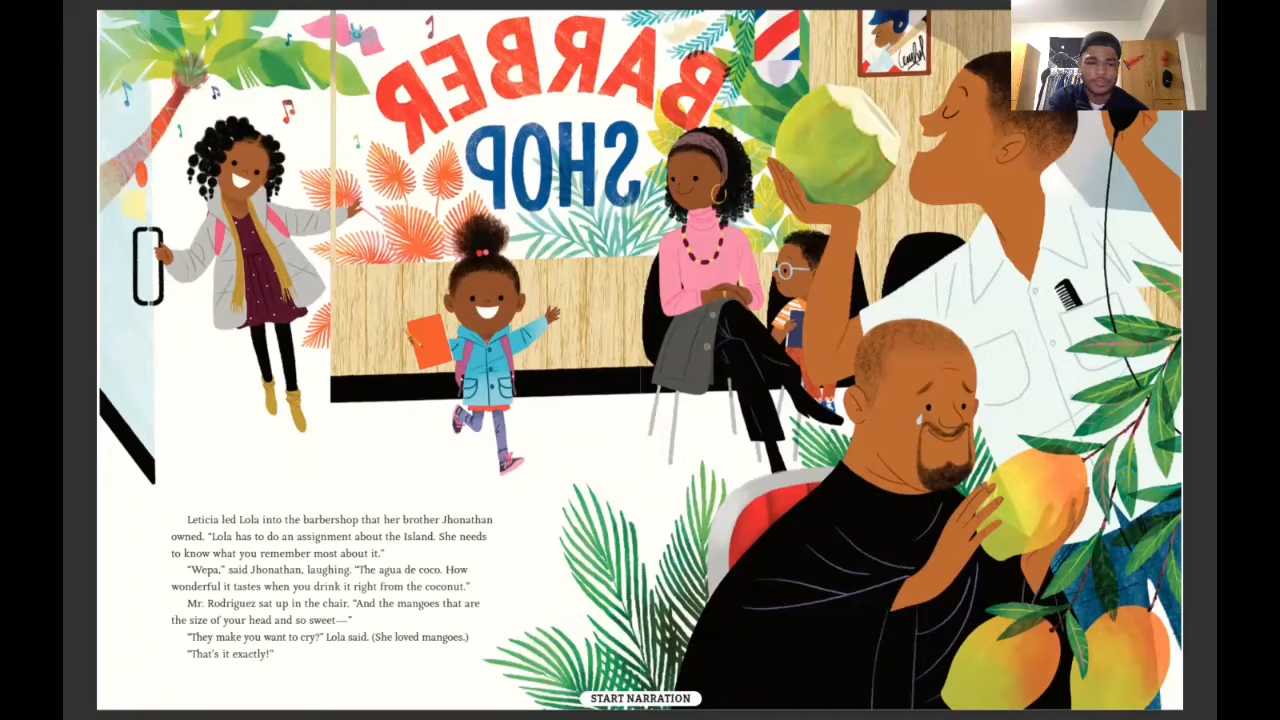 BARBER
SHOP
Leticia led Lola into the barbershop that her brother Jhonathan
owned. “Lola has to do an assignment about the Island. She needs
to know what you remember most about it.”
“Wepa,” said Jhonathan, laughing. “The agua de coco. How
wonderful it tastes when you drink it right from the coconut.”
Mr. Rodriguez sat up in the chair. “And the mangoes that are
the size of your head and so sweet—”
“They make you want to cry?” Lola said. (She loved mangoes.)
“That’s it exactly!”
START NARRATION